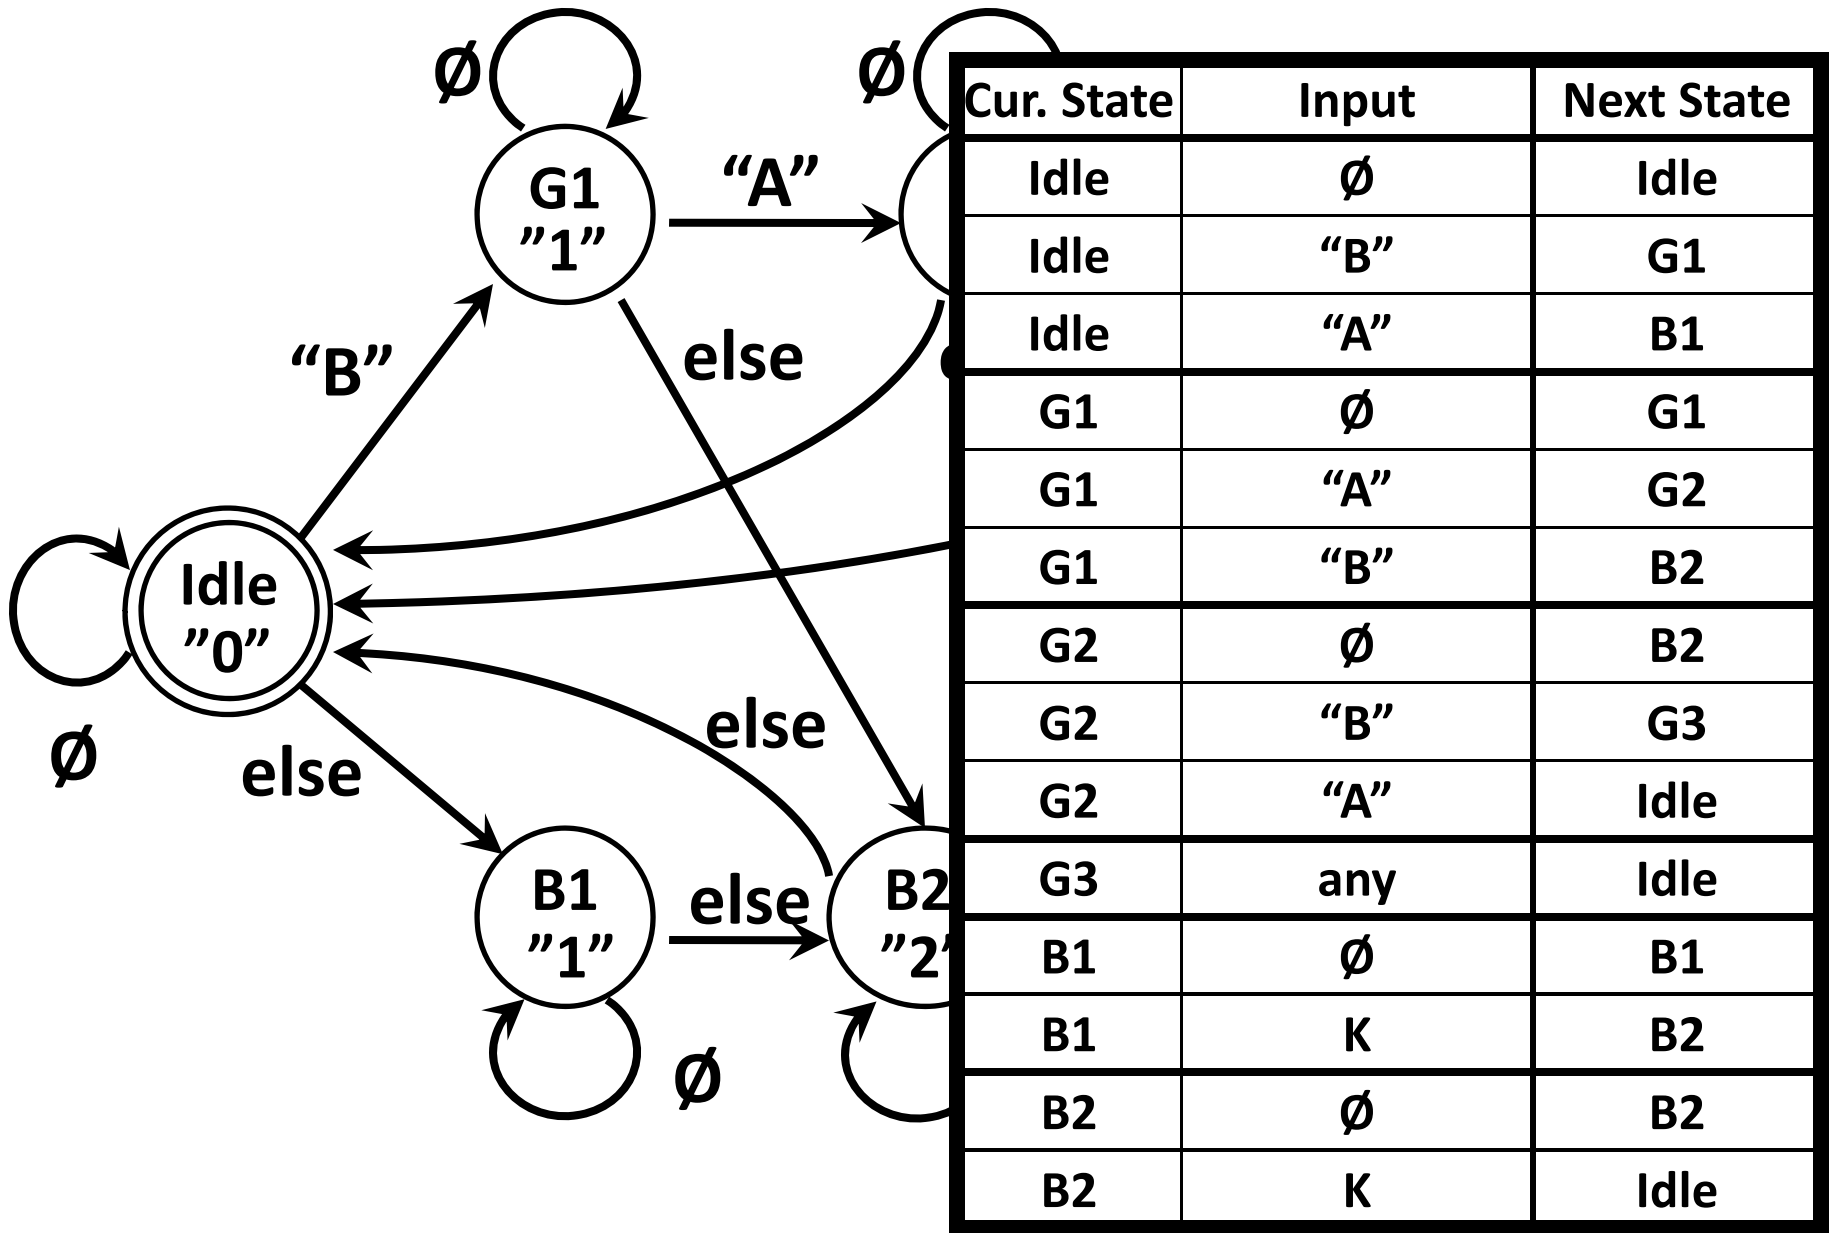 Ø
Ø
G1
”1”
“A”
“B”
else
Idle
”0”
Ø
else
else
B1
”1”
else
B2
”2”
Ø
Cur. State Input Next State
Idle Ø Idle
Idle “B” G1
Idle “A” B1
G1 Ø G1
G1 “A” G2
G1 “B” B2
G2 Ø B2
G2 “B” G3
G2 “A” Idle
G3 any Idle
B1 Ø B1
B1 K B2
B2 Ø B2
B2 K Idle